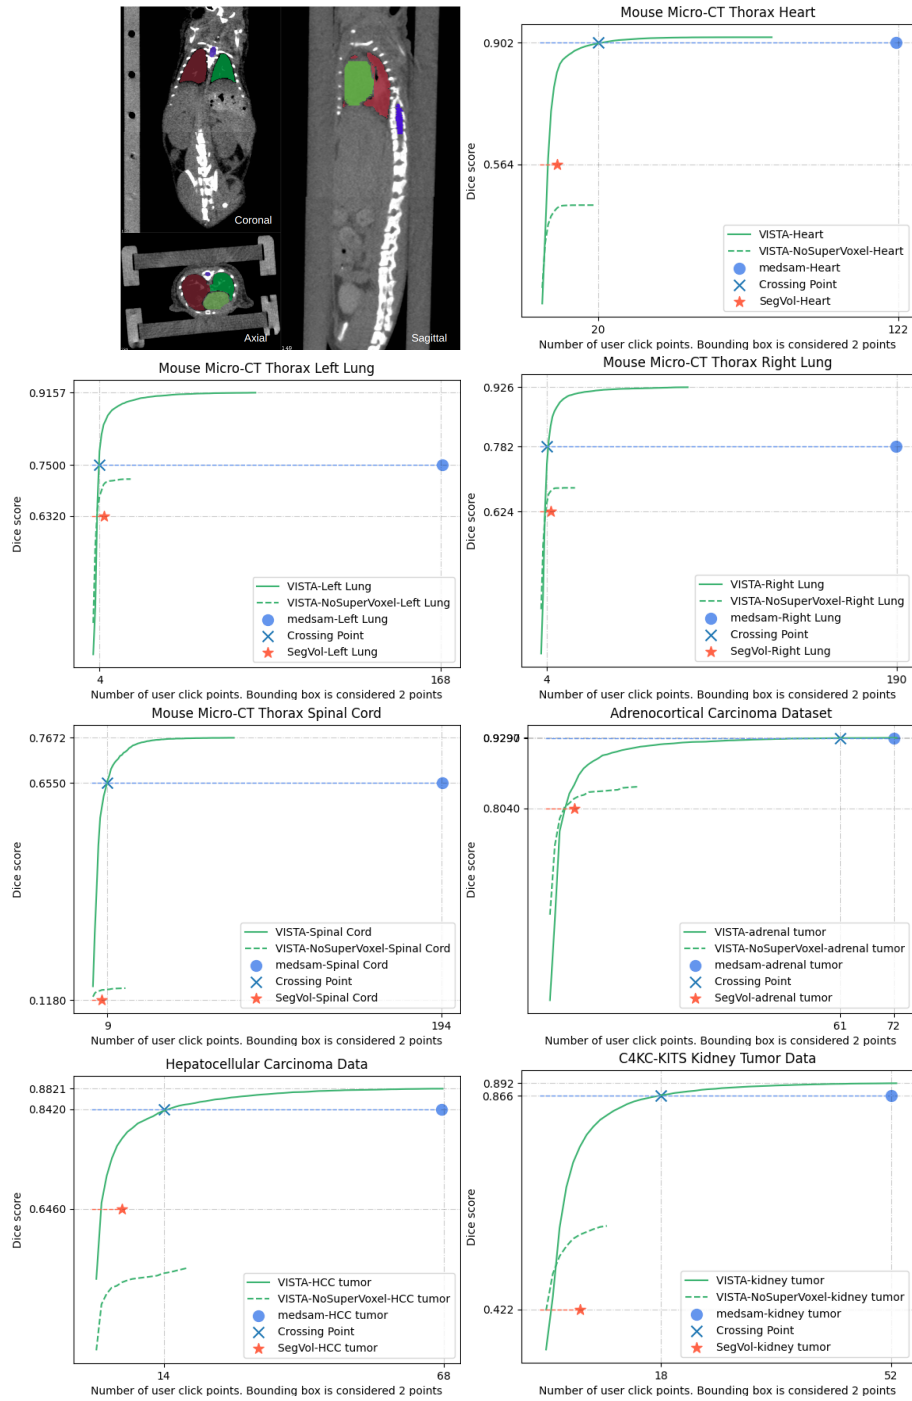 Coronal
Axial
1:48
Sagittal
Mouse Micro-CT Thorax Heart
Dice score
0.902
0.564
VISTA-Heart
VISTA-NoSuperVoxel-Heart
medsam-Heart
Crossing Point
SegVol-Heart
20
122
Number of user click points. Bounding box is considered 2 points
Mouse Micro-CT Thorax Left Lung
Dice score
0.9157
0.7500
0.6320
VISTA-Left Lung
VISTA-NoSuperVoxel-Left Lung
medsam-Left Lung
Crossing Point
SegVol-Left Lung
4
168
Number of user click points. Bounding box is considered 2 points
Mouse Micro-CT Thorax Right Lung
Dice score
0.926
0.782
0.624
VISTA-Right Lung
VISTA-NoSuperVoxel-Right Lung
medsam-Right Lung
Crossing Point
SegVol-Right Lung
4
190
Number of user click points. Bounding box is considered 2 points
Mouse Micro-CT Thorax Spinal Cord
Dice score
0.7672
0.6550
0.1180
VISTA-Spinal Cord
VISTA-NoSuperVoxel-Spinal Cord
medsam-Spinal Cord
Crossing Point
SegVol-Spinal Cord
9
194
Number of user click points. Bounding box is considered 2 points
Adrenocortical Carcinoma Dataset
Dice score
0.8040
VISTA-adrenal tumor
VISTA-NoSuperVoxel-adrenal tumor
medsam-adrenal tumor
Crossing Point
SegVol-adrenal tumor
61
72
Number of user click points. Bounding box is considered 2 points
Hepatocellular Carcinoma Data
Dice score
0.8821
0.8420
0.6460
VISTA-HCC tumor
VISTA-NoSuperVoxel-HCC tumor
medsam-HCC tumor
Crossing Point
SegVol-HCC tumor
14
68
Number of user click points. Bounding box is considered 2 points
C4KC-KITS Kidney Tumor Data
Dice score
0.892
0.866
0.422
VISTA-kidney tumor
VISTA-NoSuperVoxel-kidney tumor
medsam-kidney tumor
Crossing Point
SegVol-kidney tumor
18
52
Number of user click points. Bounding box is considered 2 points